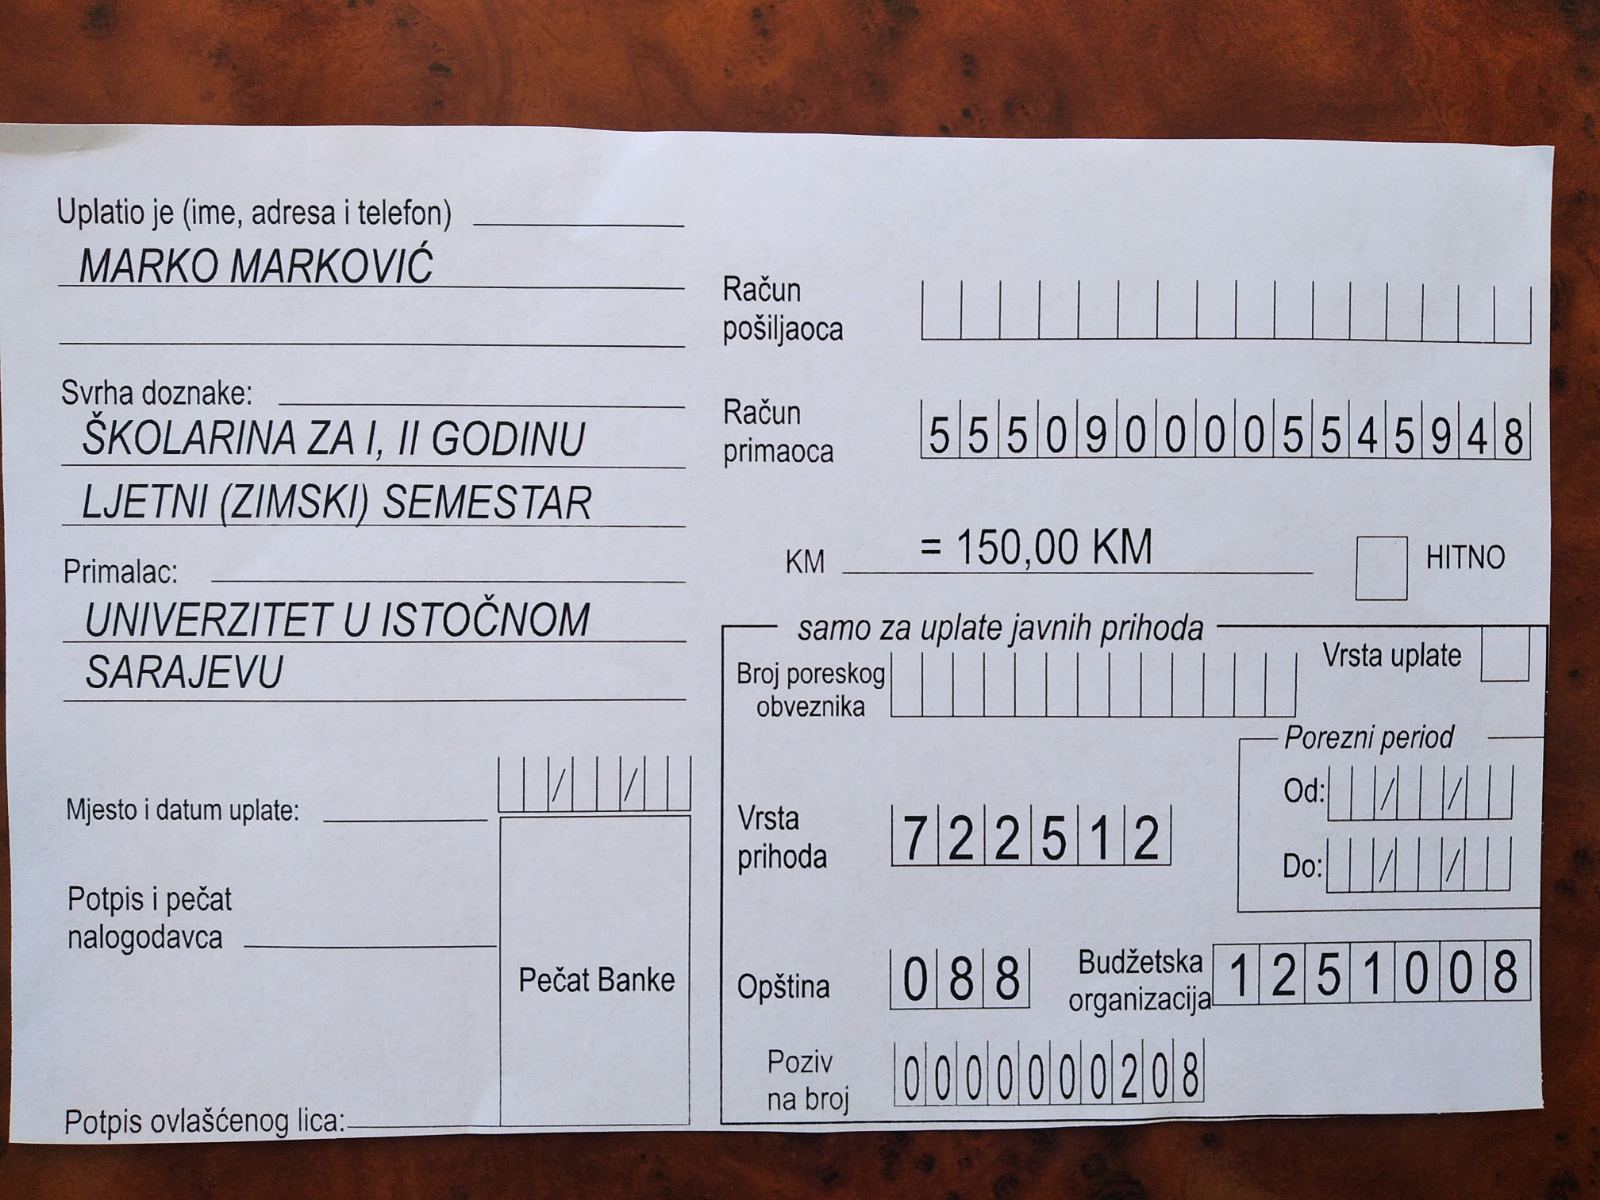 Uplatio je (ime, adresa i telefon)
MARKO MARKOVIĆ
Svrha doznake:
ŠKOLARINA ZA I, II GODINU
LJETNI (ZIMSKI) SEMESTAR
Primalac:
UNIVERZITET U ISTOČNOM
SARAJEVU
Mjesto i datum uplate:
/ /
Potpis i pečat
nalogodavca
Pečat Banke
Potpis ovlašćenog lica:
Račun
pošiljaoca
Račun
primaoca
5550900005545948
KM = 150,00 KM
HITNO
samo za uplate javnih prihoda
Broj poreskog
obveznika
Vrsta uplate
Porezni period
Od: / /
Do: / /
Vrsta
prihoda
722512
Opština 088
Budžetska
organizacija
1251008
Poziv
na broj
0000000208